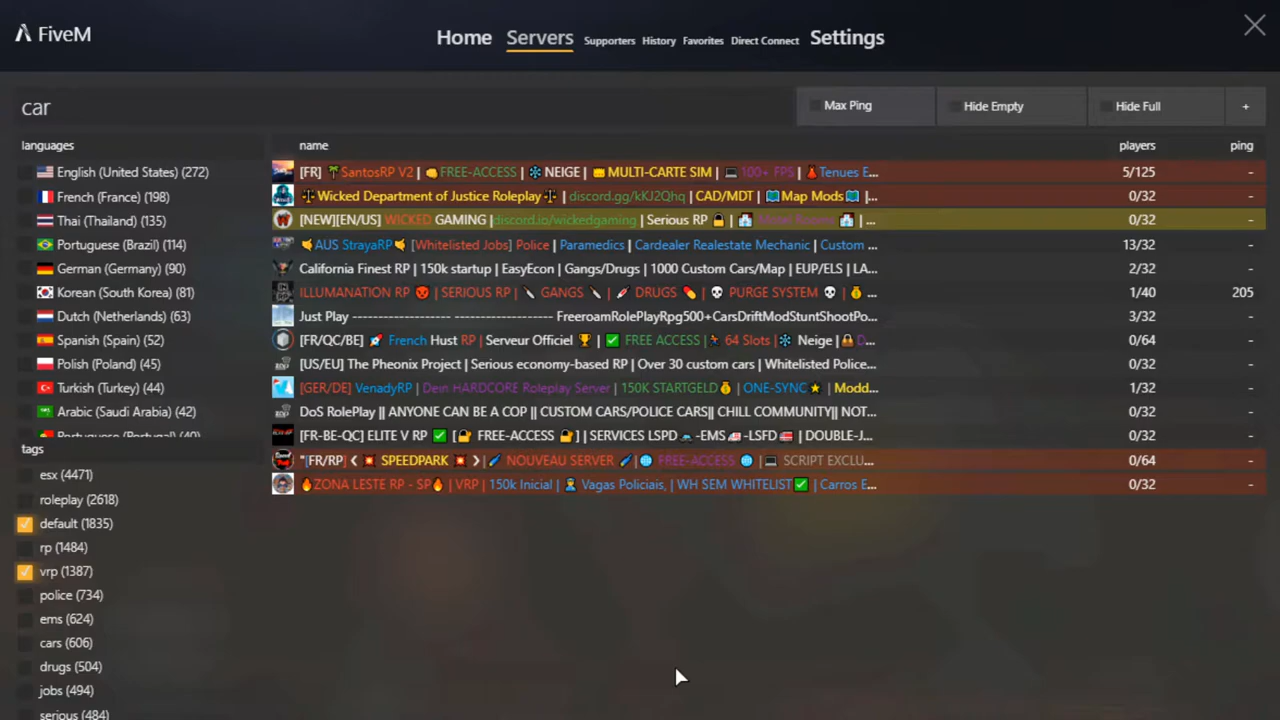 FiveM
Home Servers Supporters History Favorites Direct Connect Settings
car
Max Ping Hide Empty Hide Full +
languages
English (United States) (272)
French (France) (198)
Thai (Thailand) (135)
Portuguese (Brazil) (114)
German (Germany) (90)
Korean (South Korea) (81)
Dutch (Netherlands) (63)
Spanish (Spain) (52)
Polish (Poland) (45)
Turkish (Turkey) (44)
Arabic (Saudi Arabia) (42)
Portuguese (Portugal) (40)
tags
esx (4471)
roleplay (2618)
default (1835)
rp (1484)
vrp (1387)
police (734)
ems (624)
cars (606)
drugs (504)
jobs (494)
serious (484)
name players ping
[FR] 🌴SantosRP V2 | 👊FREE-ACCESS | ❄NEIGE | MULTI-CARTE SIM | 💻100+ FPS | Tenues E... 5/125 -
⚖Wicked Department of Justice Roleplay⚖ | discord.gg/kKJ2Qhq | CAD/MDT | 📖Map Mods📖 |... 0/32 -
[NEW][EN/US] WICKED GAMING |discord.io/wickedgaming | Serious RP 🔒 | | ... 0/32 -
🤙AUS StrayaRP🤙 [Whitelisted Jobs] Police | Paramedics | Cardealer Realestate Mechanic | Custom ... 13/32 -
California Finest RP | 150k startup | EasyEcon | Gangs/Drugs | 1000 Custom Cars/Map | EUP/ELS | LA... 2/32 -
ILLUMANATION RP 😡 | SERIOUS RP | 🔪 GANGS 🔪 | 💉 DRUGS 💊 | 💀 PURGE SYSTEM 💀 | 💰 ... 1/40 205
Just Play ------------------- ------------------- FreeroamRolePlayRpg500+CarsDriftModStuntShootPo... 3/32 -
[FR/QC/BE] 🚀 French Hust RP | Serveur Officiel 🏆 | ✅ FREE ACCESS | 64 Slots | ❄ Neige | 🔒 D... 0/64 -
[US/EU] The Pheonix Project | Serious economy-based RP | Over 30 custom cars | Whitelisted Police... 0/32 -
[GER/DE] VenadyRP | Dein HARDCORE Roleplay Server | 150K STARTGELD💰 | ONE-SYNC⭐ | Modd... 1/32 -
DoS RolePlay || ANYONE CAN BE A COP || CUSTOM CARS/POLICE CARS|| CHILL COMMUNITY|| NOT... 0/32 -
[FR-BE-QC] ELITE V RP ✅ [🔐 FREE-ACCESS 🔐] | SERVICES LSPD 🚓 -EMS🚑 -LSFD🚒 | DOUBLE-J... 0/32 -
"[FR/RP] ❮ 💥 SPEEDPARK 💥 ❯|🚀 NOUVEAU SERVER 🚀|🌐 FREE-ACCESS 🌐 | 💻 SCRIPT EXCLU... 0/64 -
🔥ZONA LESTE RP - SP🔥 | VRP | 150k Inicial | 👮 Vagas Policiais, | WH SEM WHITELIST✅ | Carros E... 0/32 -